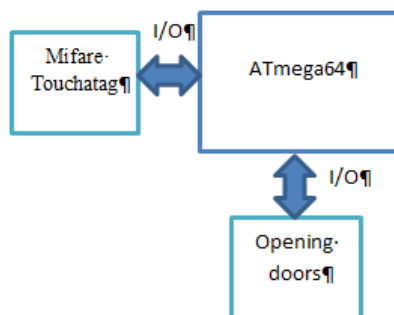 I/O¶
Mifare·
Touchatag¶
ATmega64¶
I/O¶
Opening·
doors¶